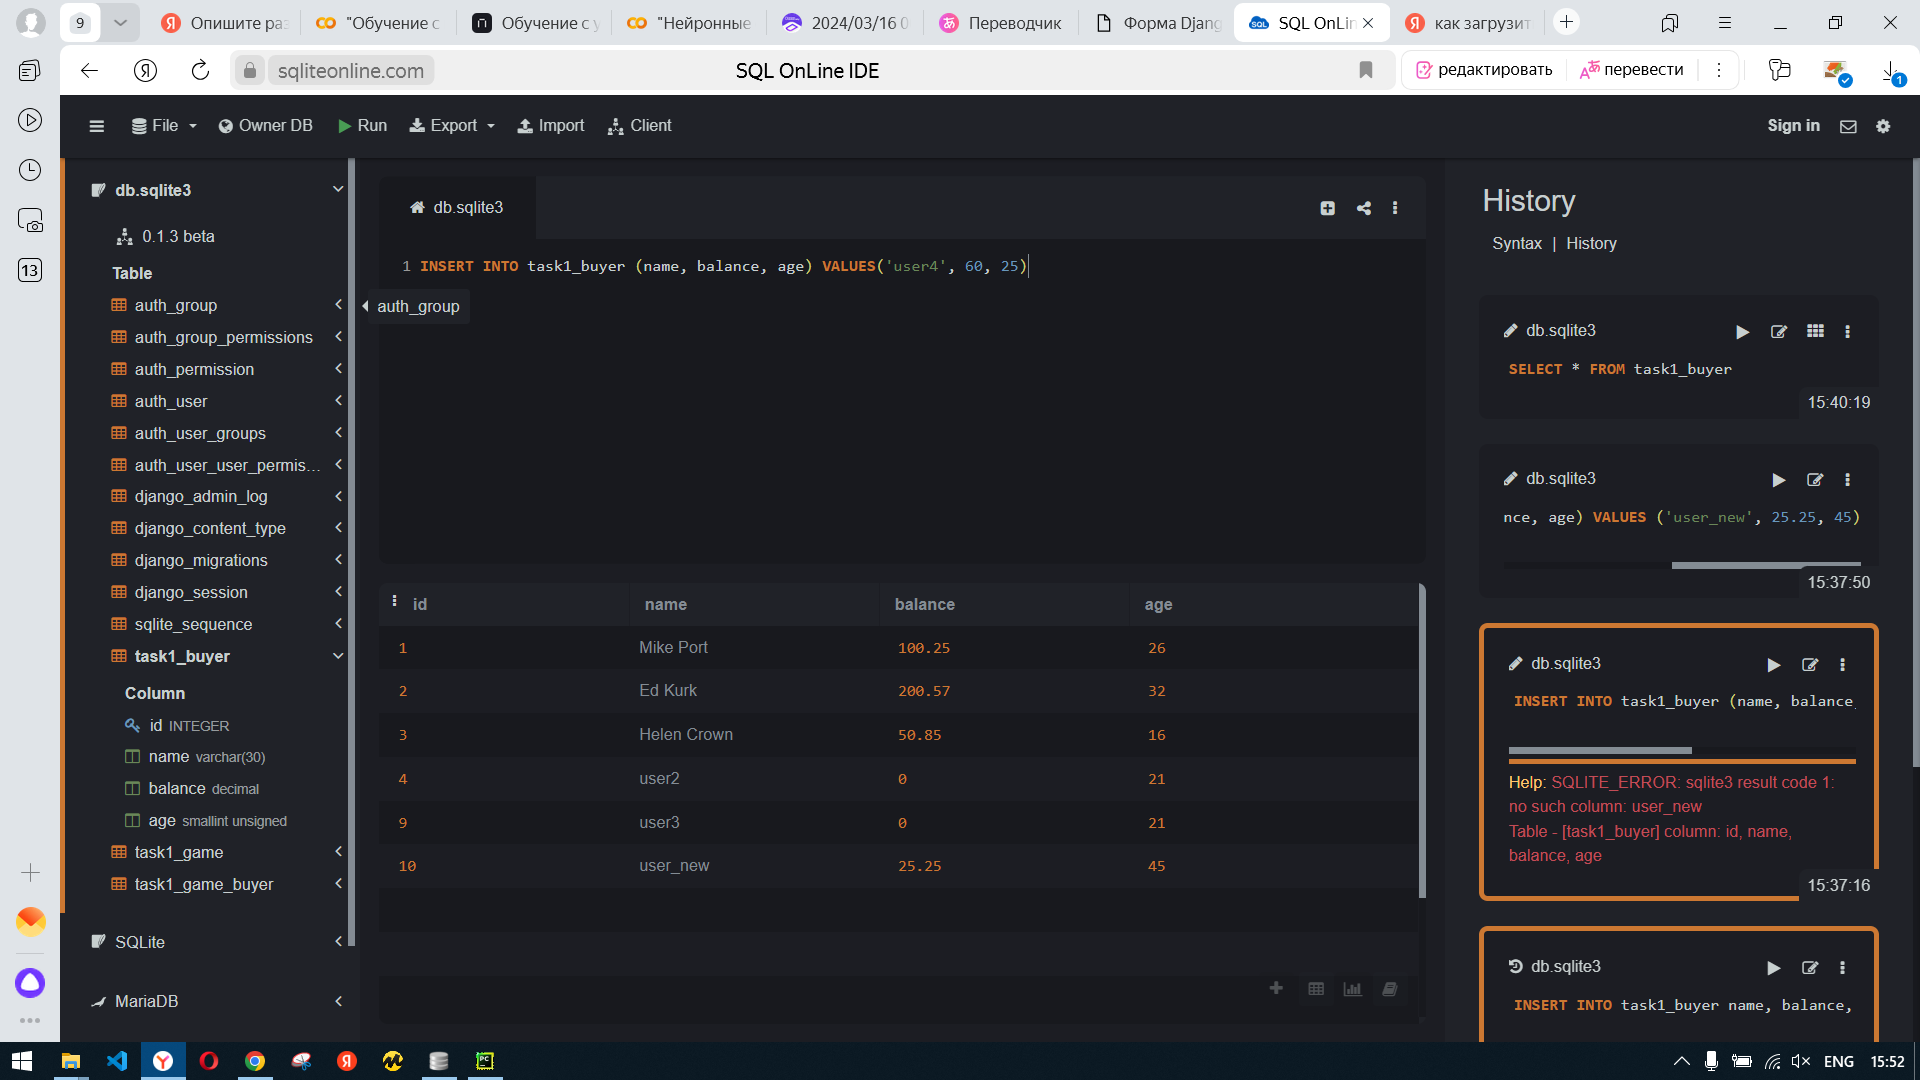 9
Опишите раз
"Обучение с
Обучение с у
"Нейронные
2024/03/16 0
Переводчик
Форма Djang
SQL OnLin
как загрузит
sqliteonline.com
SQL OnLine IDE
редактировать
перевести
1
13
File
Owner DB
Run
Export
Import
Client
Sign in
db.sqlite3
0.1.3 beta
Table
auth_group
auth_group_permissions
auth_permission
auth_user
auth_user_groups
auth_user_user_permis...
django_admin_log
django_content_type
django_migrations
django_session
sqlite_sequence
task1_buyer
Column
id INTEGER
name varchar(30)
balance decimal
age smallint unsigned
task1_game
task1_game_buyer
SQLite
MariaDB
db.sqlite3
1 INSERT INTO task1_buyer (name, balance, age) VALUES('user4', 60, 25)
auth_group
id name balance age
1 Mike Port 100.25 26
2 Ed Kurk 200.57 32
3 Helen Crown 50.85 16
4 user2 0 21
9 user3 0 21
10 user_new 25.25 45
History
Syntax | History
db.sqlite3
SELECT * FROM task1_buyer
15:40:19
db.sqlite3
nce, age) VALUES ('user_new', 25.25, 45)
15:37:50
db.sqlite3
INSERT INTO task1_buyer (name, balance,
Help: SQLITE_ERROR: sqlite3 result code 1:
no such column: user_new
Table - [task1_buyer] column: id, name,
balance, age
15:37:16
db.sqlite3
INSERT INTO task1_buyer name, balance,
ENG
15:52